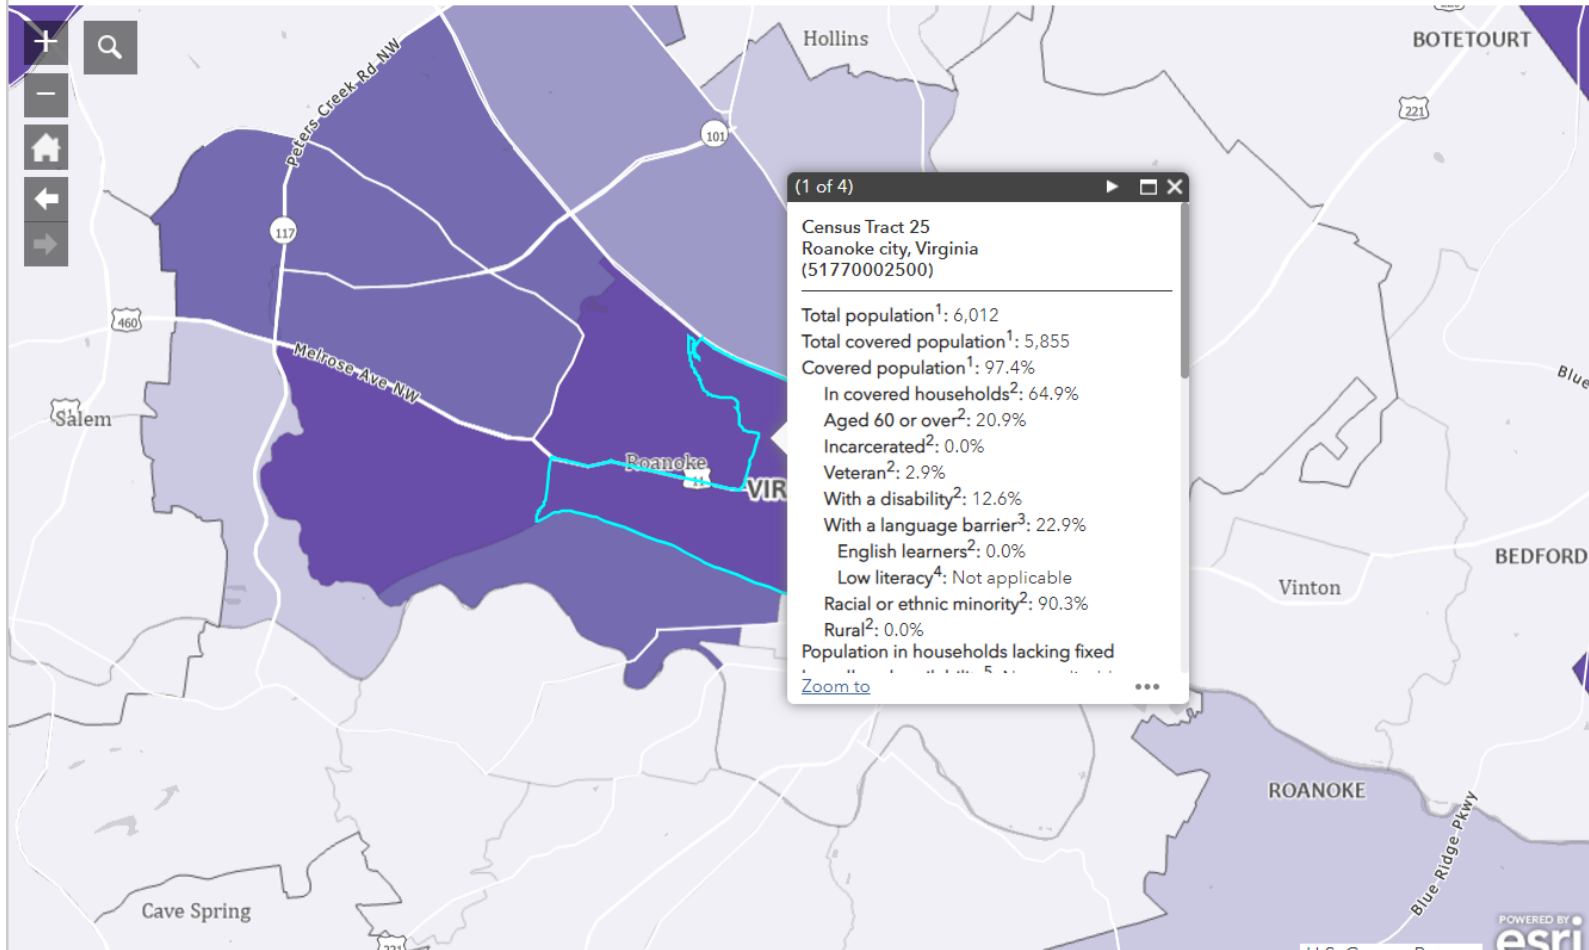 Hollins
BOTETOURT
221
Peters Creek Rd NW
101
117
460
Melrose Ave NW
Salem
Roanoke
11
VIR
Blue
BEDFORD
Vinton
ROANOKE
Blue Ridge Pkwy
Cave Spring
221
(1 of 4)
Census Tract 25
Roanoke city, Virginia
(51770002500)
Total population1: 6,012
Total covered population1: 5,855
Covered population1: 97.4%
In covered households2: 64.9%
Aged 60 or over2: 20.9%
Incarcerated2: 0.0%
Veteran2: 2.9%
With a disability2: 12.6%
With a language barrier3: 22.9%
English learners2: 0.0%
Low literacy4: Not applicable
Racial or ethnic minority2: 90.3%
Rural2: 0.0%
Population in households lacking fixed
Zoom to
POWERED BY
esri